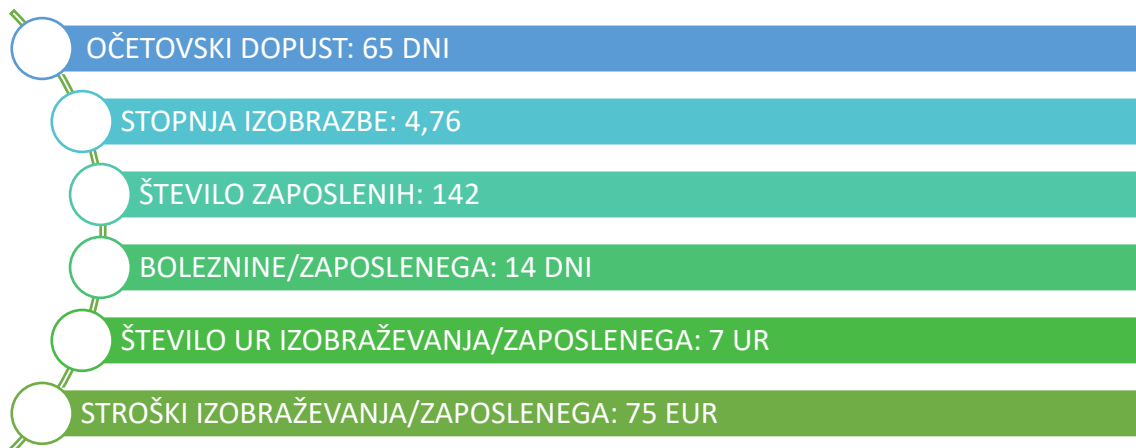 OČETOVSKI DOPUST: 65 DNI
STOPNJA IZOBRAZBE: 4,76
ŠTEVILO ZAPOSLENIH: 142
BOLEZNINE/ZAPOSLENEGA: 14 DNI
ŠTEVILO UR IZOBRAŽEVANJA/ZAPOSLENEGA: 7 UR
STROŠKI IZOBRAŽEVANJA/ZAPOSLENEGA: 75 EUR